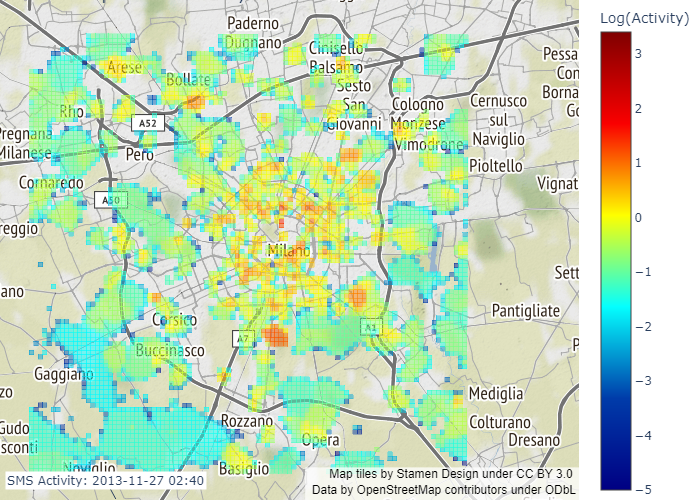 Log(Activity)
Paderno
Dugnano
Cinisello
Balsamo
Arese
Bollate
Sesto
San
Giovanni
Pessa
Con
Borna
Go
Rho
A52
Cologno
Monzese
Cernusco
sul
Naviglio
Pregnana
Milanese
Pero
Vimodrone
Pioltello
Cornaredo
Vignat
A50
reggio
Milano
Sett
ano
Corsico
Pantigliate
A1
A7
P
Buccinasco
Gaggiano
zo
Mediglia
Rozzano
Colturano
Gudo
sconti
Opera
Dresano
Noviglio
Basiglio
SMS Activity: 2013-11-27 02:40
Map tiles by Stamen Design under CC BY 3.0
Data by OpenStreetMap contributors under ODbL
3
2
1
0
−1
−2
−3
−4
−5